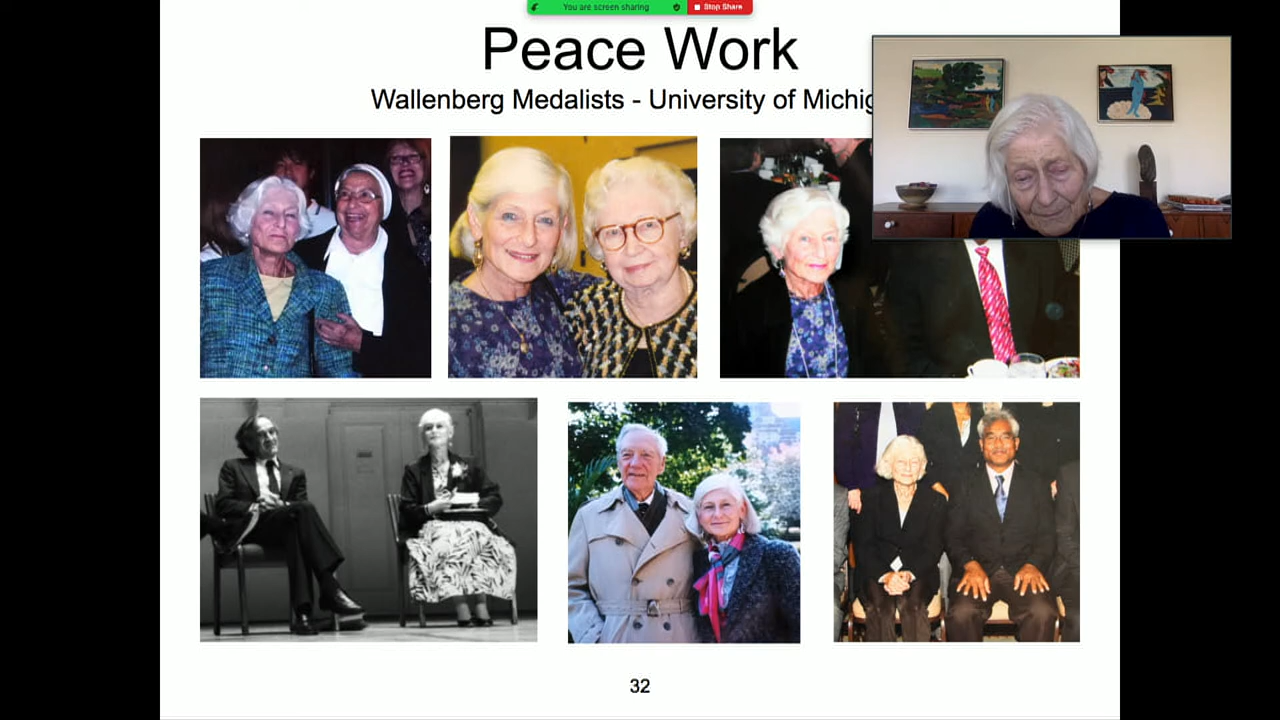 You are screen sharing
Stop Share
Peace Work
Wallenberg Medalists - University of Michig
32